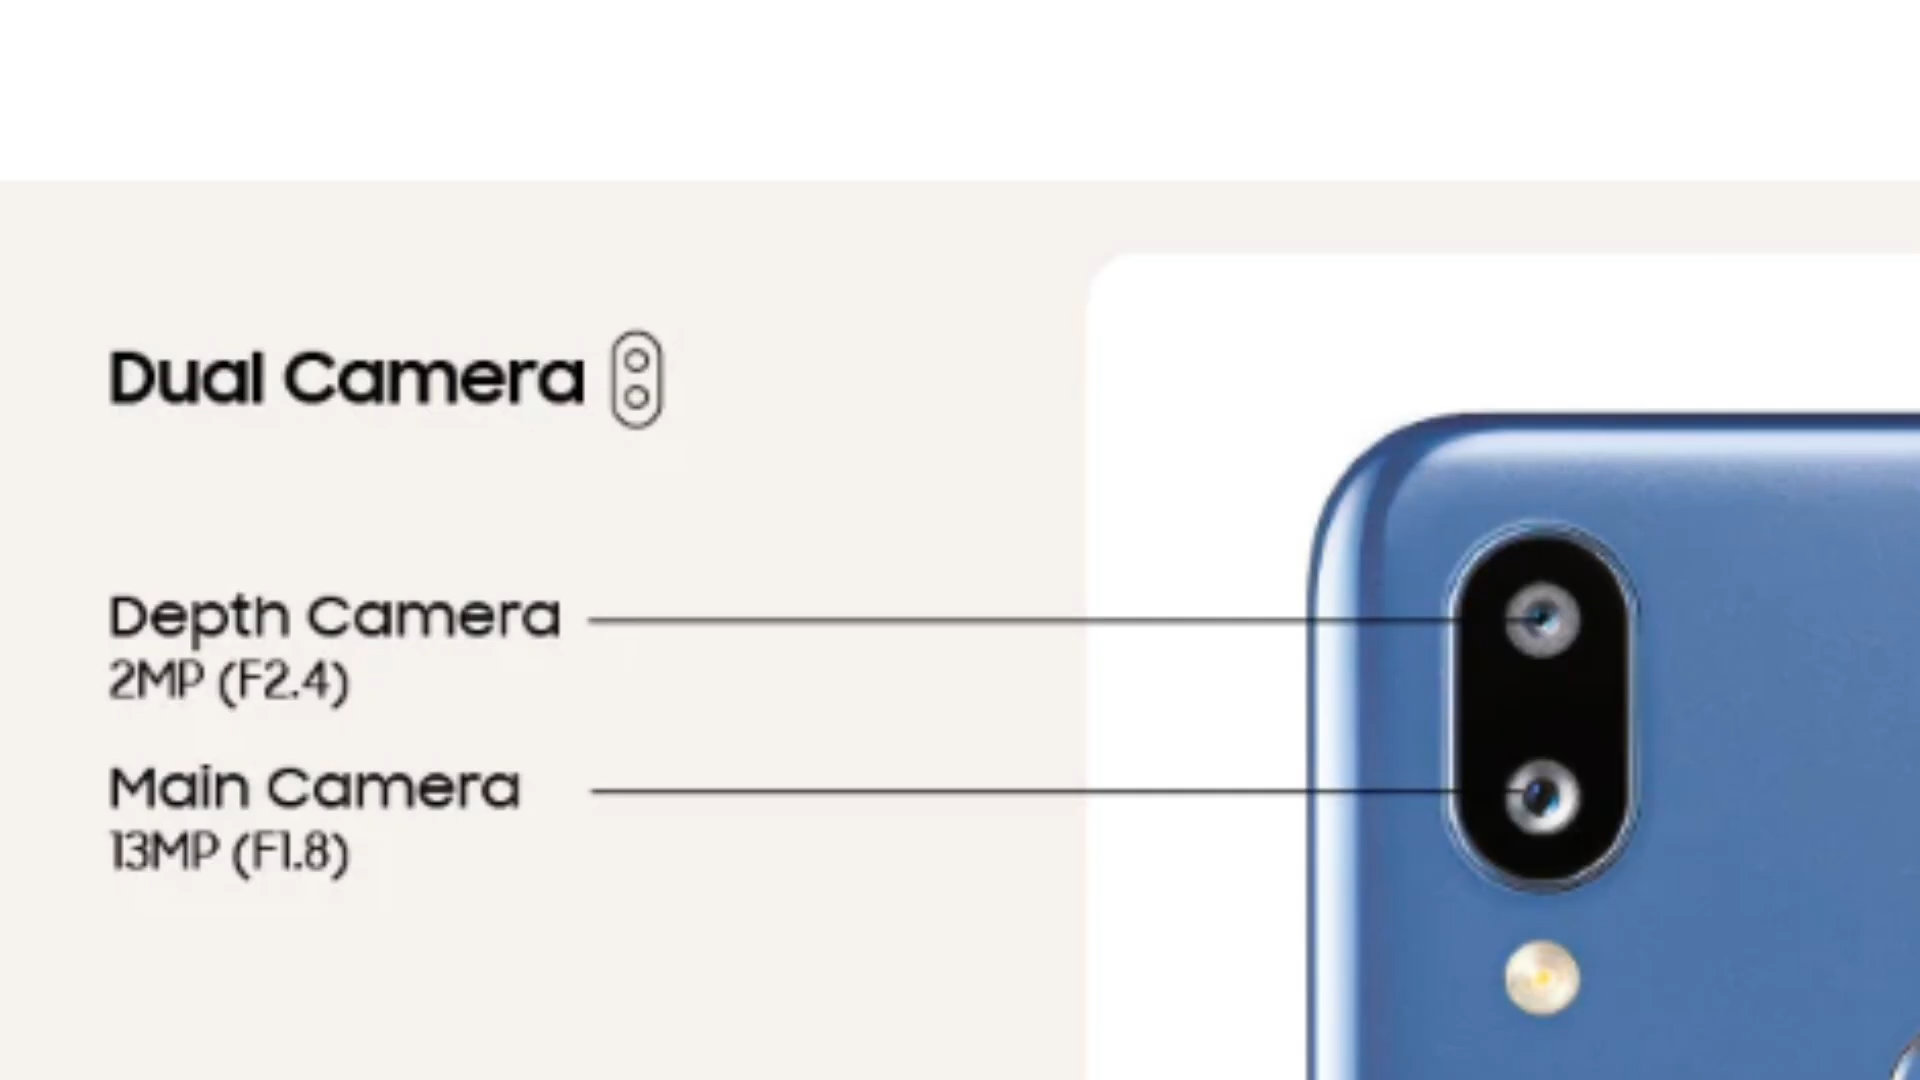 Dual Camera
Depth Camera
2MP (F2.4)
Main Camera
13MP (F1.8)